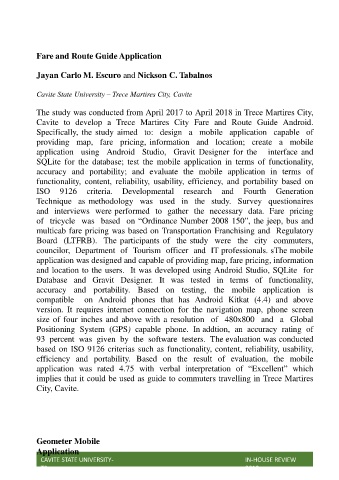 Fare and Route Guide Application
Jayan Carlo M. Escuro and Nickson C. Tabalnos
Cavite State University – Trece Martires City, Cavite
The study was conducted from April 2017 to April 2018 in Trece Martires City,
Cavite to develop a Trece Martires City Fare and Route Guide Android.
Specifically, the study aimed to: design a mobile application capable of
providing map, fare pricing, information and location; create a mobile
application using Android Studio, Gravit Designer for the interface and
SQLite for the database; test the mobile application in terms of functionality,
accuracy and portability; and evaluate the mobile application in terms of
functionality, content, reliability, usability, efficiency, and portability based on
ISO 9126 criteria. Developmental research and Fourth Generation
Technique as methodology was used in the study. Survey questionnaires
and interviews were performed to gather the necessary data. Fare pricing
of tricycle was based on “Ordinance Number 2008 150”, the jeep, bus and
multicab fare pricing was based on Transportation Franchising and Regulatory
Board (LTFRB). The participants of the study were the city commuters,
councilor, Department of Tourism officer and IT professionals. sThe mobile
application was designed and capable of providing map, fare pricing, information
and location to the users. It was developed using Android Studio, SQLite for
Database and Gravit Designer. It was tested in terms of functionality,
accuracy and portability. Based on testing, the mobile application is
compatible on Android phones that has Android Kitkat (4.4) and above
version. It requires internet connection for the navigation map, phone screen
size of four inches and above with a resolution of 480x800 and a Global
Positioning System (GPS) capable phone. In addtion, an accuracy rating of
93 percent was given by the software testers. The evaluation was conducted
based on ISO 9126 criterias such as functionality, content, reliability, usability,
efficiency and portability. Based on the result of evaluation, the mobile
application was rated 4.75 with verbal interpretation of “Excellent” which
implies that it could be used as guide to commuters travelling in Trece Martires
City, Cavite.
Geometer Mobile
Application
CAVITE STATE UNIVERSITY- IN-HOUSE REVIEW